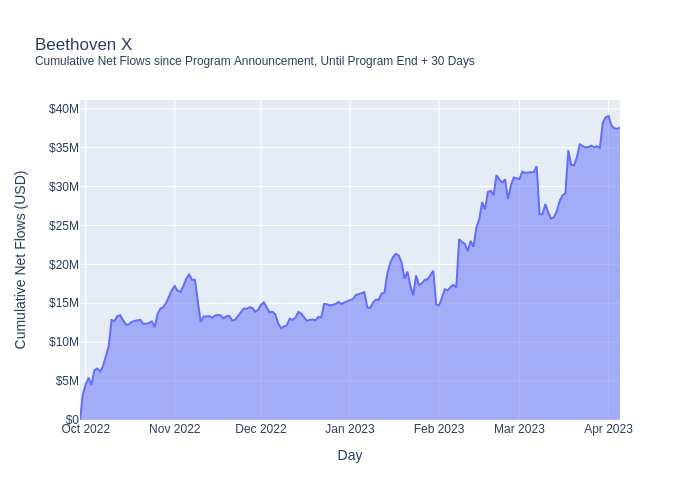 Beethoven X
Cumulative Net Flows since Program Announcement, Until Program End + 30 Days
Cumulative Net Flows (USD)
$40M
$35M
$30M
$25M
$20M
$15M
$10M
$5M
$0
Oct 2022
Nov 2022
Dec 2022
Jan 2023
Feb 2023
Mar 2023
Apr 2023
Day